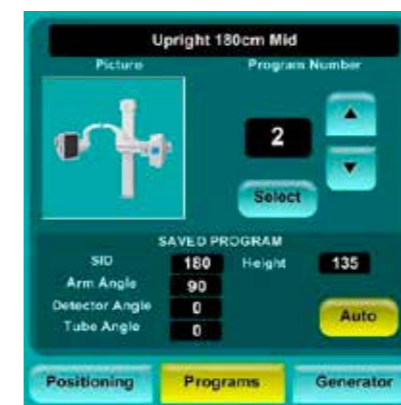 Upright 180cm Mid
Picture Program Number
2
Select
SAVED PROGRAM
SID 180 Height 135
Arm Angle 90
Detector Angle 0
Tube Angle 0
Auto
Positioning Programs Generator